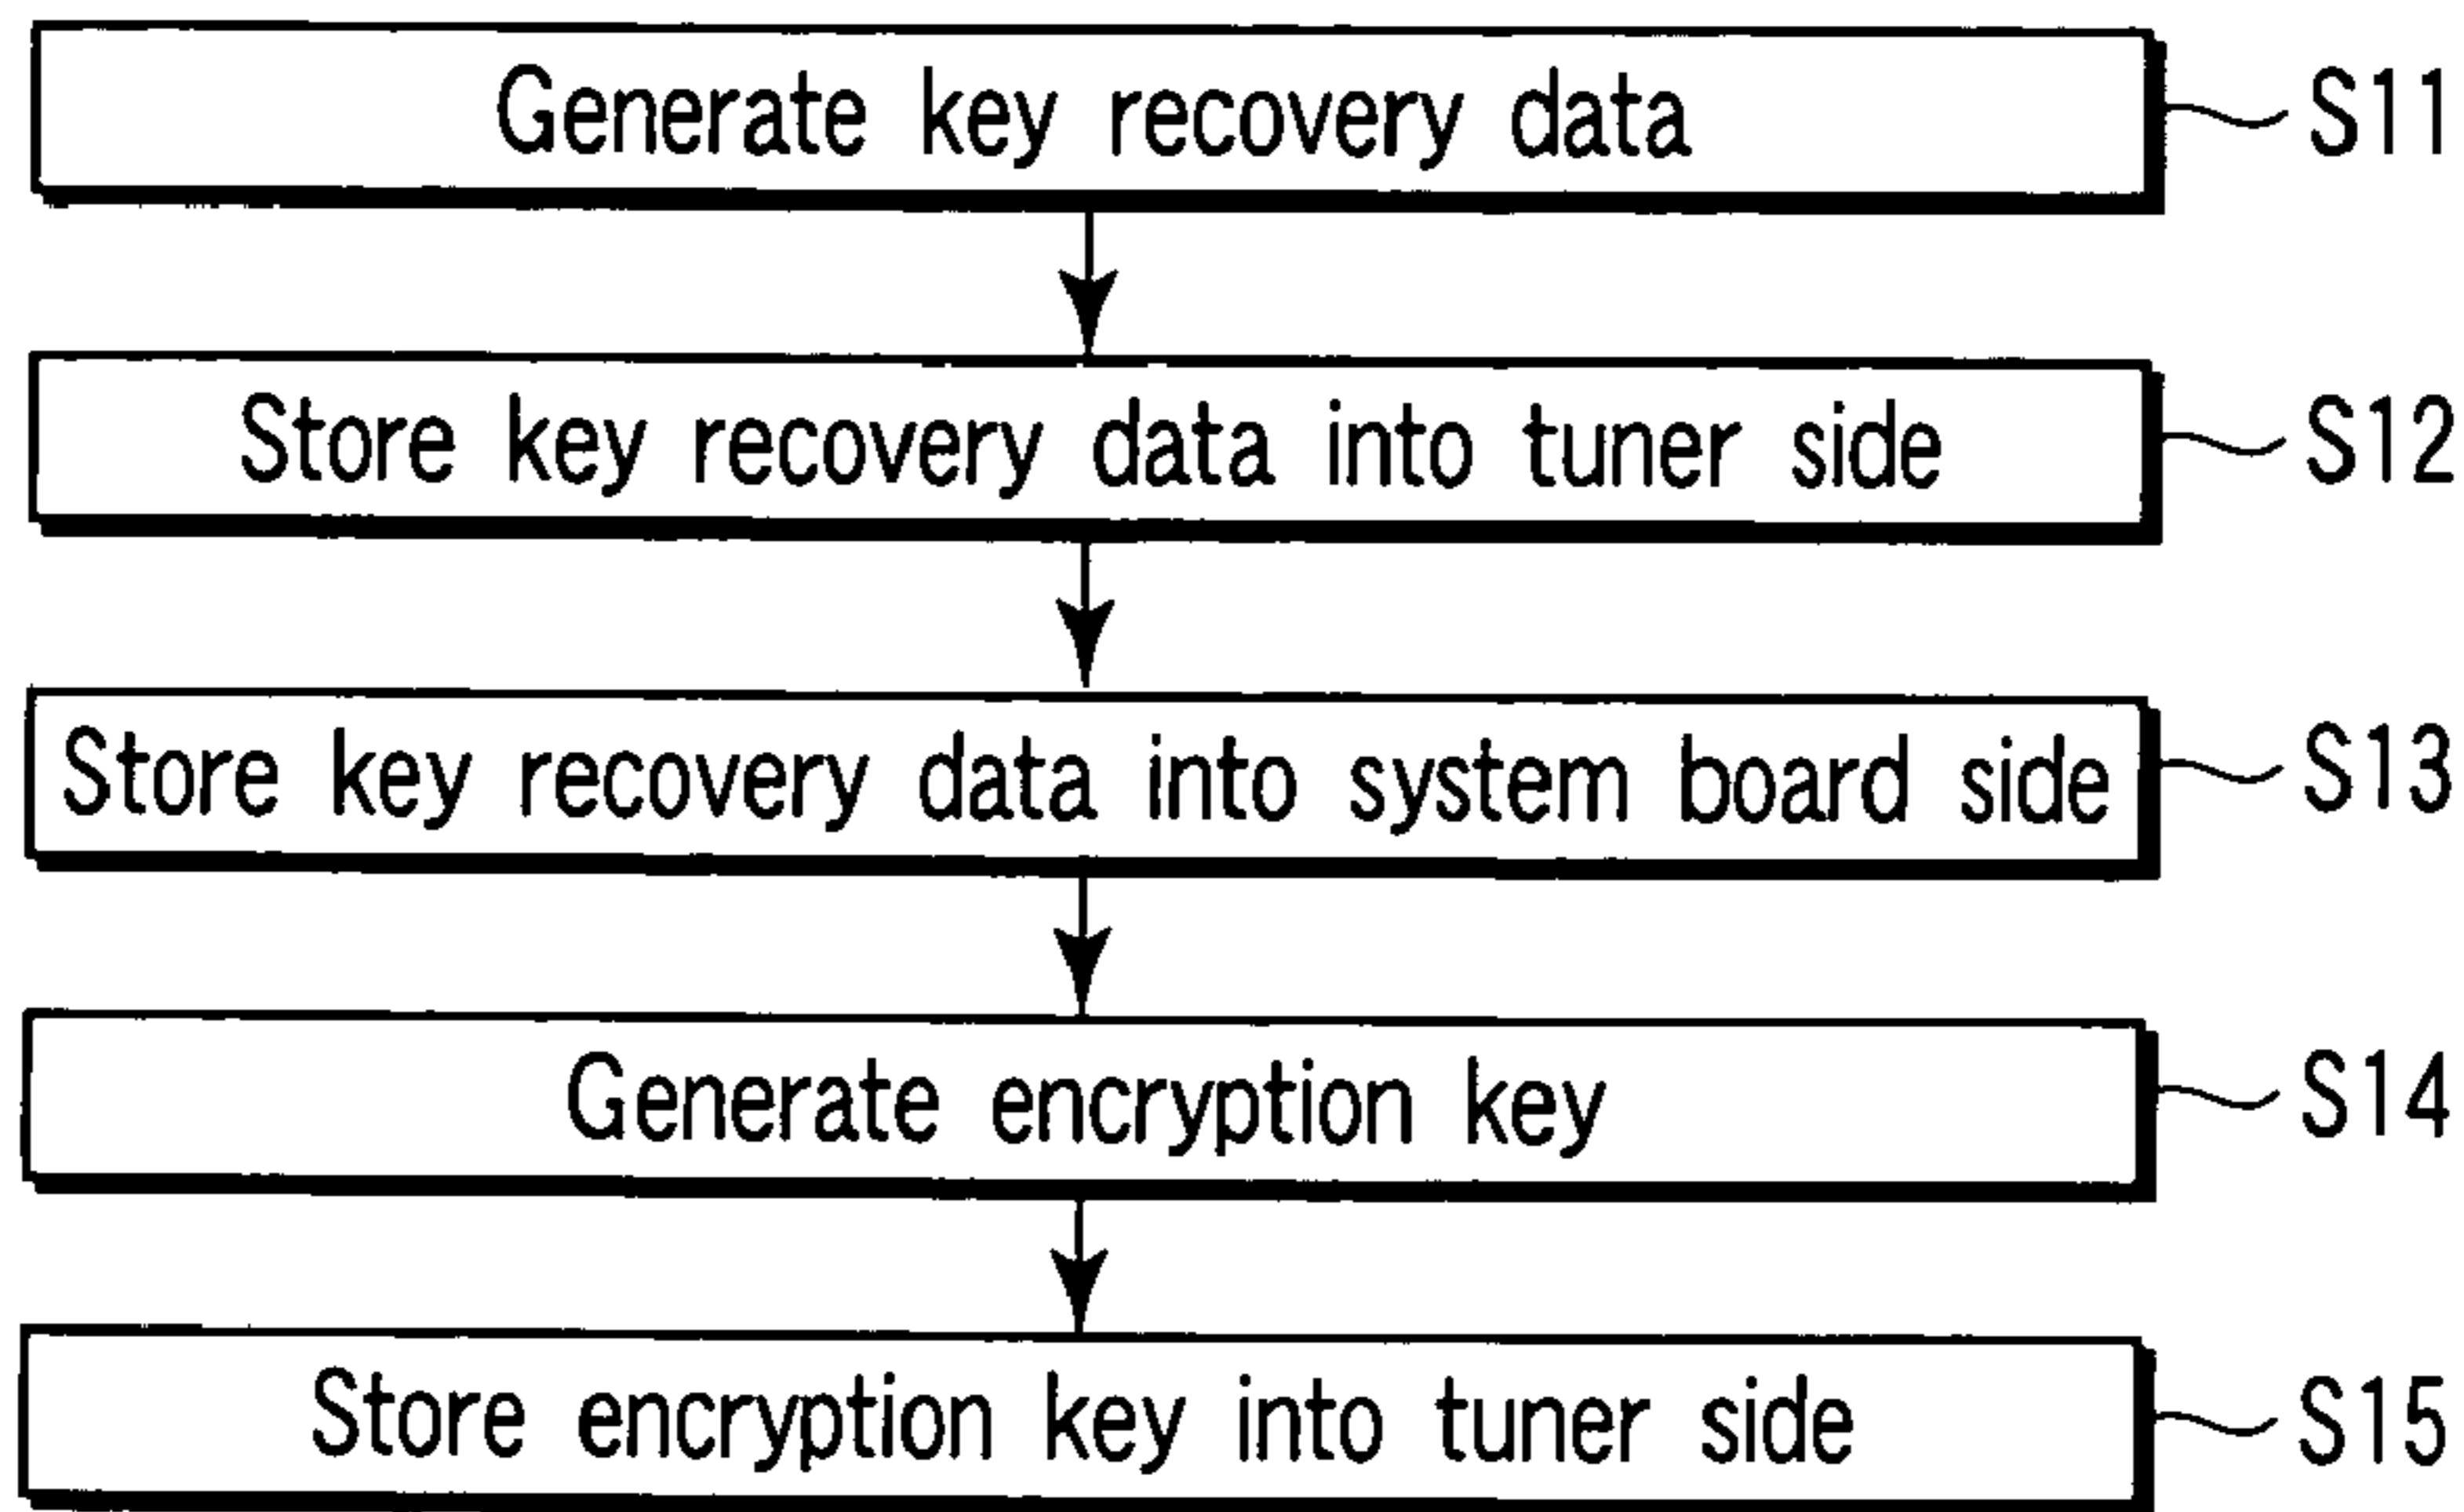 Generate key recovery data S11
Store key recovery data into tuner side S12
Store key recovery data into system board side S13
Generate encryption key S14
Store encryption key into tuner side S15